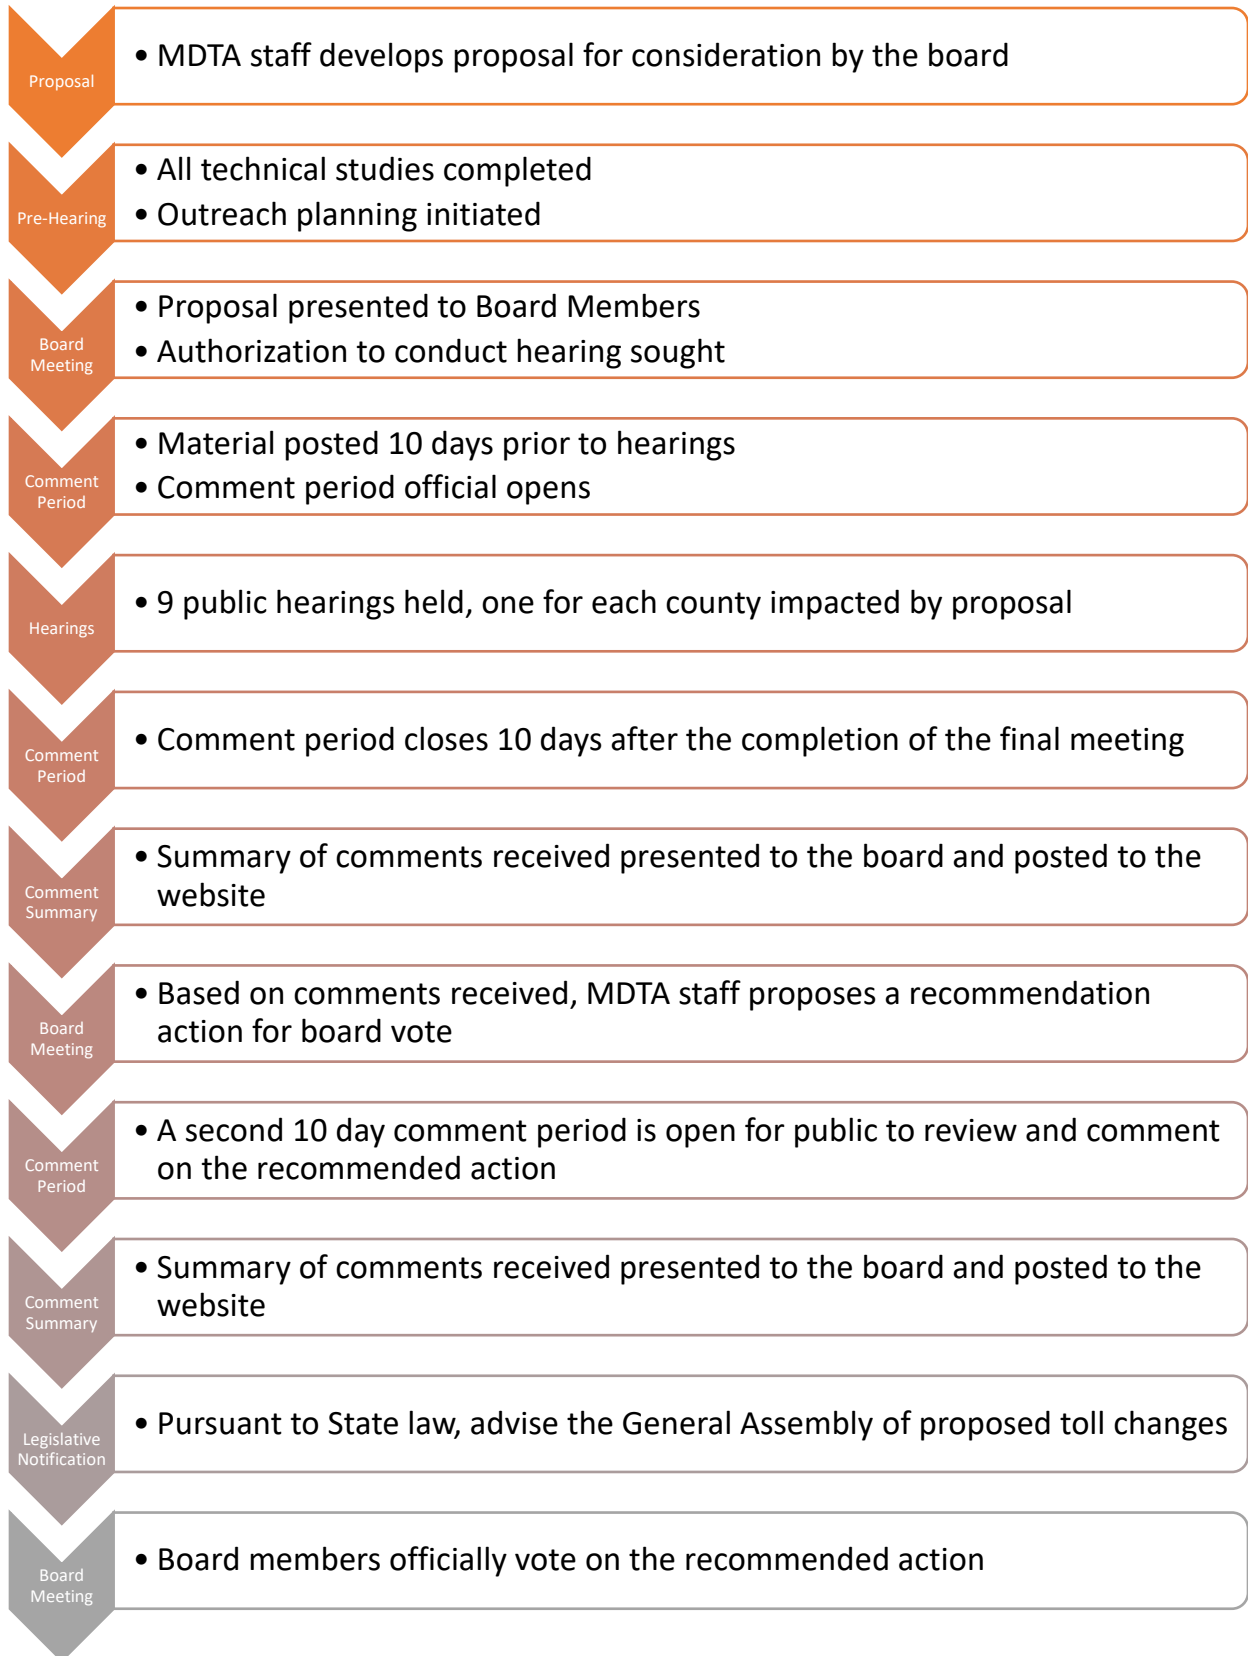 Proposal
• MDTA staff develops proposal for consideration by the board
Pre-Hearing
• All technical studies completed
• Outreach planning initiated
Board
Meeting
• Proposal presented to Board Members
• Authorization to conduct hearing sought
Comment
Period
• Material posted 10 days prior to hearings
• Comment period official opens
Hearings
• 9 public hearings held, one for each county impacted by proposal
Comment
Period
• Comment period closes 10 days after the completion of the final meeting
Comment
Summary
• Summary of comments received presented to the board and posted to the
website
Board
Meeting
• Based on comments received, MDTA staff proposes a recommendation
action for board vote
Comment
Period
• A second 10 day comment period is open for public to review and comment
on the recommended action
Comment
Summary
• Summary of comments received presented to the board and posted to the
website
Legislative
Notification
• Pursuant to State law, advise the General Assembly of proposed toll changes
Board
Meeting
• Board members officially vote on the recommended action